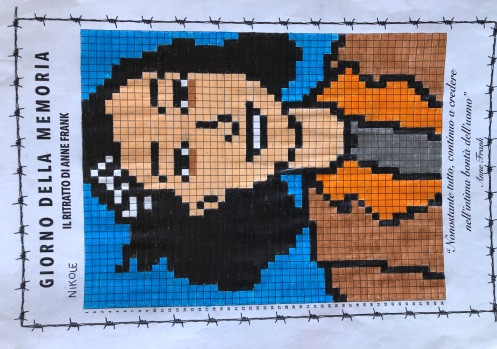 GIORNO DELLA MEMORIA
IL RITRATTO DI ANNE FRANK
NIKOLE
"Nonostante tutto, continuo a credere
nell'intima bontà dell'uomo"
Anne Frank